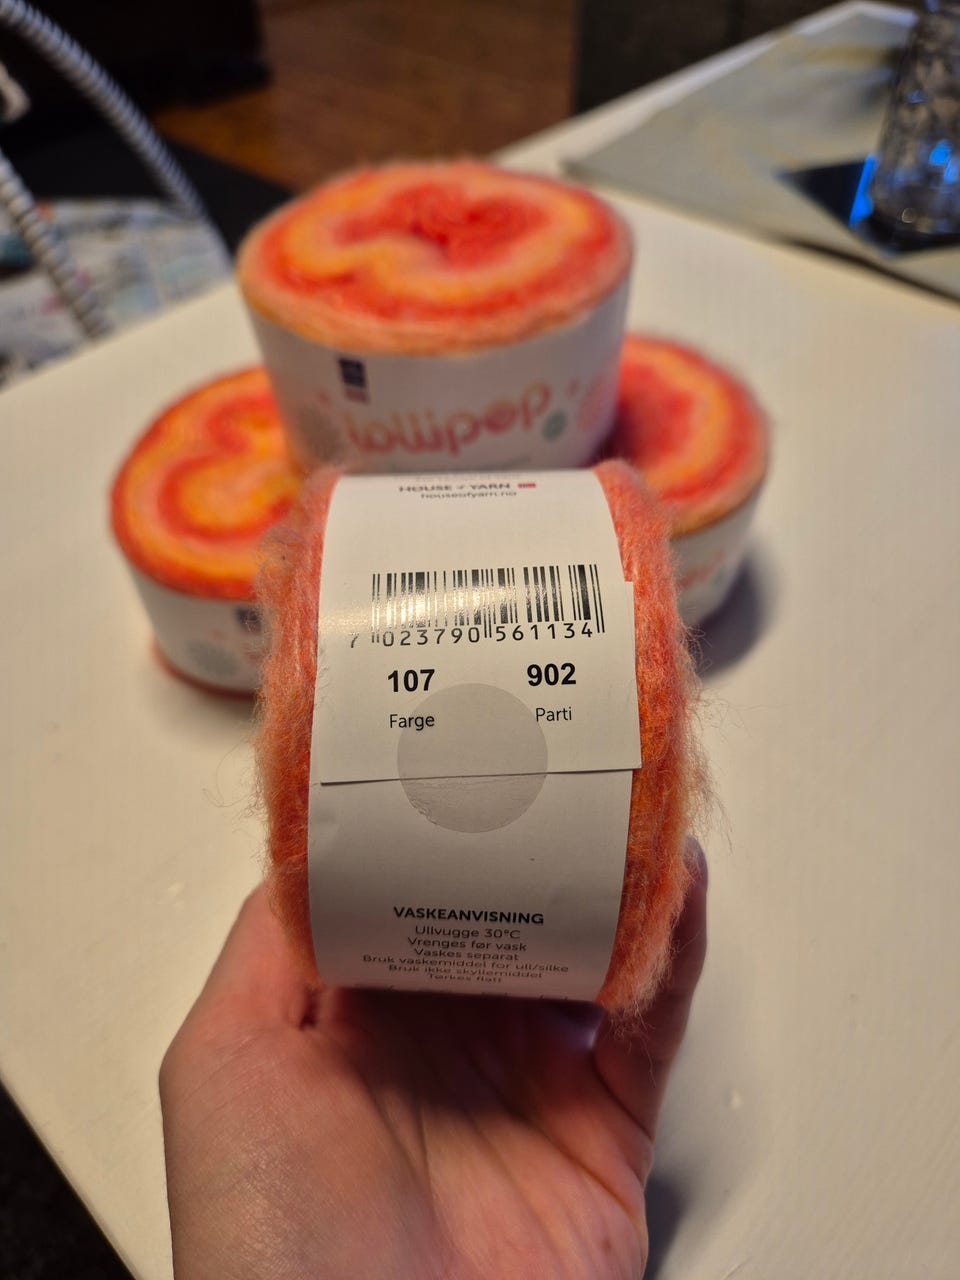 lollipop
HOUSE of YARN
houseofyarn.no
7 023790 561134
107 902
Farge Parti
VASKEANVISNING
Ullvugge 30°C
Vrenges før vask
Vaskes separat
Bruk vaskemiddel for ull/silke
Bruk ikke skyllemiddel
Tørkes flatt